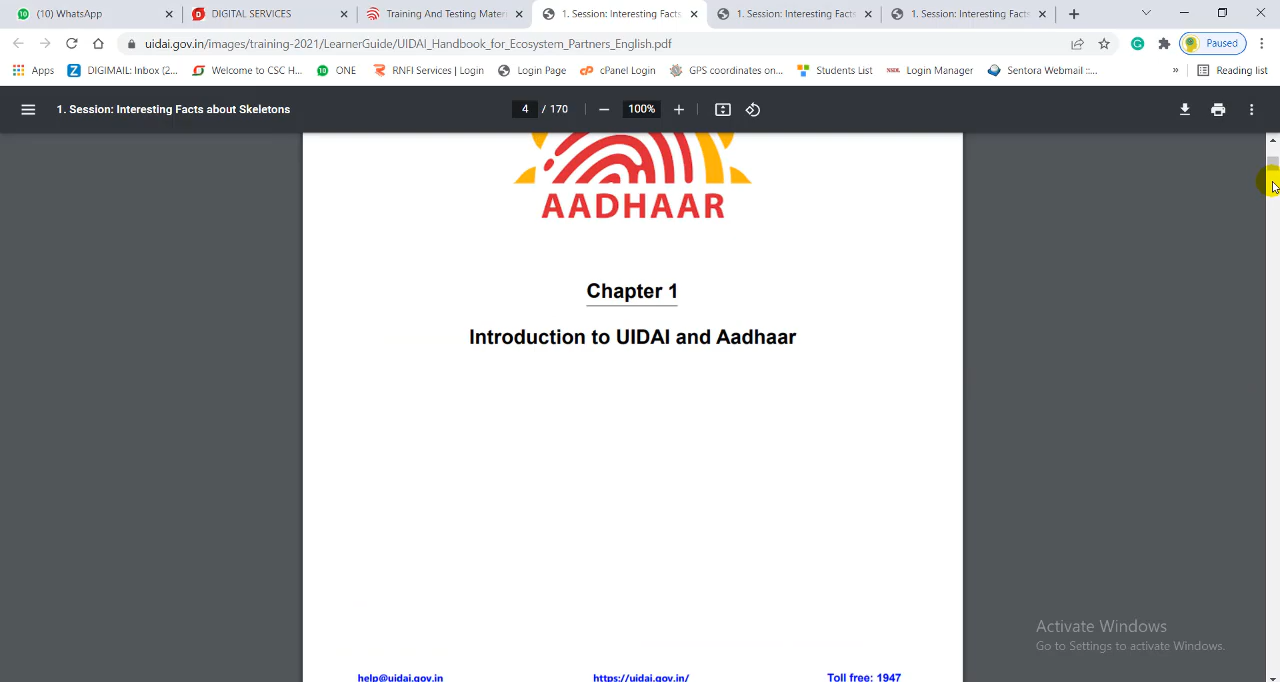 (10) WhatsApp
DIGITAL SERVICES
Training And Testing Mater
1. Session: Interesting Facts
1. Session: Interesting Facts
1. Session: Interesting Facts
uidai.gov.in/images/training-2021/LearnerGuide/UIDAI_Handbook_for_Ecosystem_Partners_English.pdf
Paused
Apps
DIGIMAIL: Inbox (2...
Welcome to CSC H...
10 ONE
RNFI Services | Login
Login Page
cPanel Login
GPS coordinates on...
Students List
NSDL Login Manager
Sentora Webmail ::...
»
Reading list
1. Session: Interesting Facts about Skeletons
4 / 170
100%
AADHAAR
Chapter 1
Introduction to UIDAI and Aadhaar
Activate Windows
Go to Settings to activate Windows.
help@uidai.gov.in
https://uidai.gov.in/
Toll free: 1947